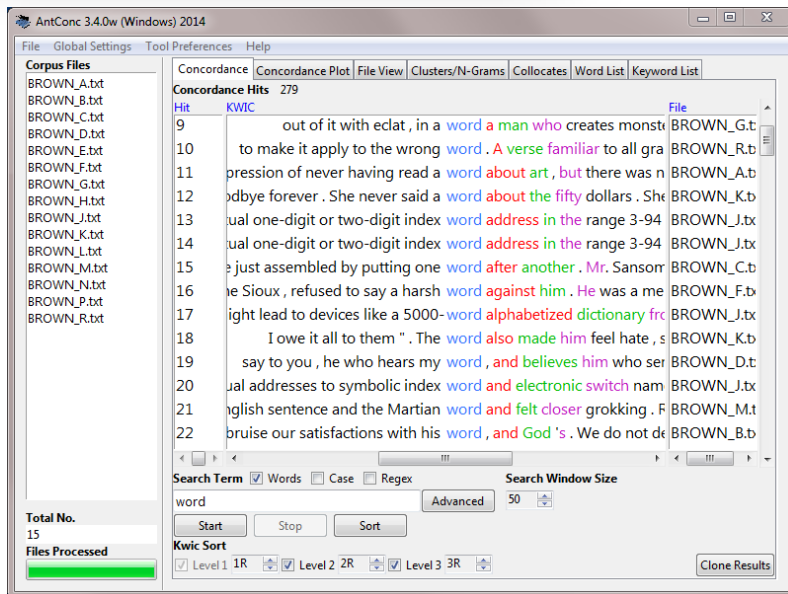 AntConc 3.4.0w (Windows) 2014
File Global Settings Tool Preferences Help
Corpus Files
BROWN_A.txt
BROWN_B.txt
BROWN_C.txt
BROWN_D.txt
BROWN_E.txt
BROWN_F.txt
BROWN_G.txt
BROWN_H.txt
BROWN_J.txt
BROWN_K.txt
BROWN_L.txt
BROWN_M.txt
BROWN_N.txt
BROWN_P.txt
BROWN_R.txt
Total No.
15
Files Processed
Concordance Concordance Plot File View Clusters/N-Grams Collocates Word List Keyword List
Concordance Hits 279
Hit KWIC File
9 out of it with eclat , in a word a man who creates monste BROWN_G.t
10 to make it apply to the wrong word . A verse familiar to all gra BROWN_R.t
11 pression of never having read a word about art , but there was n BROWN_A.t
12 odbye forever . She never said a word about the fifty dollars . She BROWN_K.t
13 tual one-digit or two-digit index word address in the range 3-94 BROWN_J.tx
14 tual one-digit or two-digit index word address in the range 3-94 BROWN_J.tx
15 e just assembled by putting one word after another . Mr. Sansom BROWN_C.t
16 ne Sioux , refused to say a harsh word against him . He was a me BROWN_F.t
17 ight lead to devices like a 5000- word alphabetized dictionary fro BROWN_J.tx
18 I owe it all to them " . The word also made him feel hate , s BROWN_K.t
19 say to you , he who hears my word , and believes him who sen BROWN_D.t
20 ual addresses to symbolic index word and electronic switch nam BROWN_J.tx
21 nglish sentence and the Martian word and felt closer grokking . R BROWN_M.t
22 bruise our satisfactions with his word , and God 's . We do not de BROWN_B.t
Search Term Words Case Regex Search Window Size
word Advanced 50
Start Stop Sort
Kwic Sort
Level 1 1R Level 2 2R Level 3 3R Clone Results